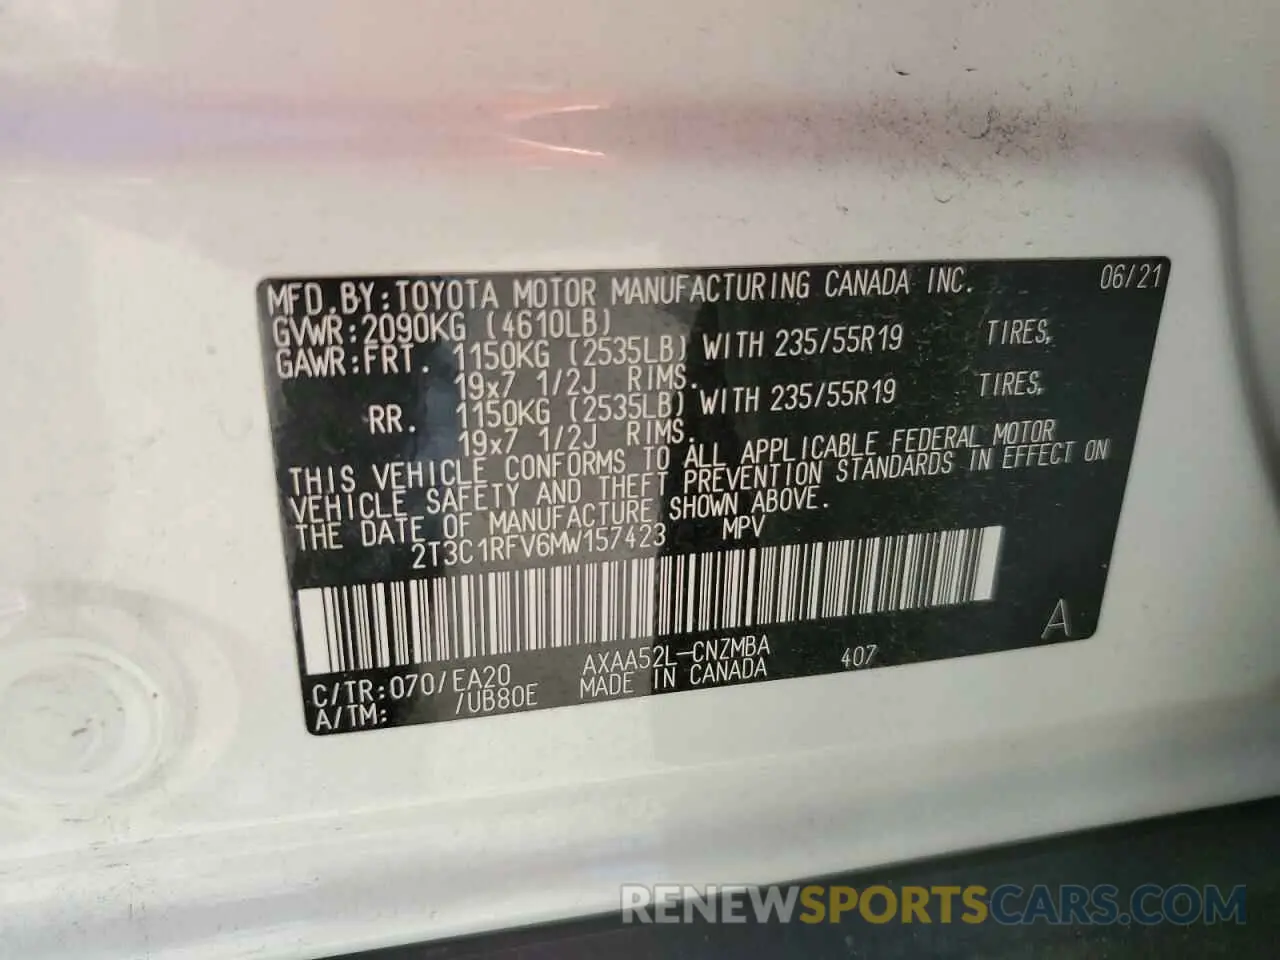 MFD.BY:TOYOTA MOTOR MANUFACTURING CANADA INC. 06/21
GVWR:2090KG (4610LB)
GAWR:FRT. 1150KG (2535LB) WITH 235/55R19 TIRES,
19x7 1/2J RIMS.
RR. 1150KG (2535LB) WITH 235/55R19 TIRES,
19x7 1/2J RIMS.
THIS VEHICLE CONFORMS TO ALL APPLICABLE FEDERAL MOTOR
VEHICLE SAFETY AND THEFT PREVENTION STANDARDS IN EFFECT ON
THE DATE OF MANUFACTURE SHOWN ABOVE.
2T3C1RFV6MW157423 MPV
C/TR:070/EA20 AXAA52L-CNZMBA 407 A
A/TM: /UB80E MADE IN CANADA
RENEWSPORTSCARS.COM